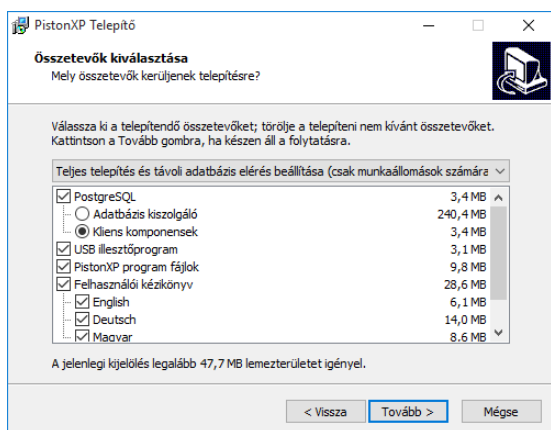 PistonXP Telepítő
Összetevők kiválasztása
Mely összetevők kerüljenek telepítésre?
Válassza ki a telepítendő összetevőket; törölje a telepíteni nem kívánt összetevőket.
Kattintson a Tovább gombra, ha készen áll a folytatásra.
Teljes telepítés és távoli adatbázis elérés beállítása (csak munkaállomások számára
PostgreSQL 3,4 MB
Adatbázis kiszolgáló 240,4 MB
Kliens komponensek 3,4 MB
USB illesztőprogram 3,1 MB
PistonXP program fájlok 9,8 MB
Felhasználói kézikönyv 28,6 MB
English 6,1 MB
Deutsch 14,0 MB
Magyar 8,6 MB
A jelenlegi kijelölés legalább 47,7 MB lemezterületet igényel.
< Vissza Tovább > Mégse